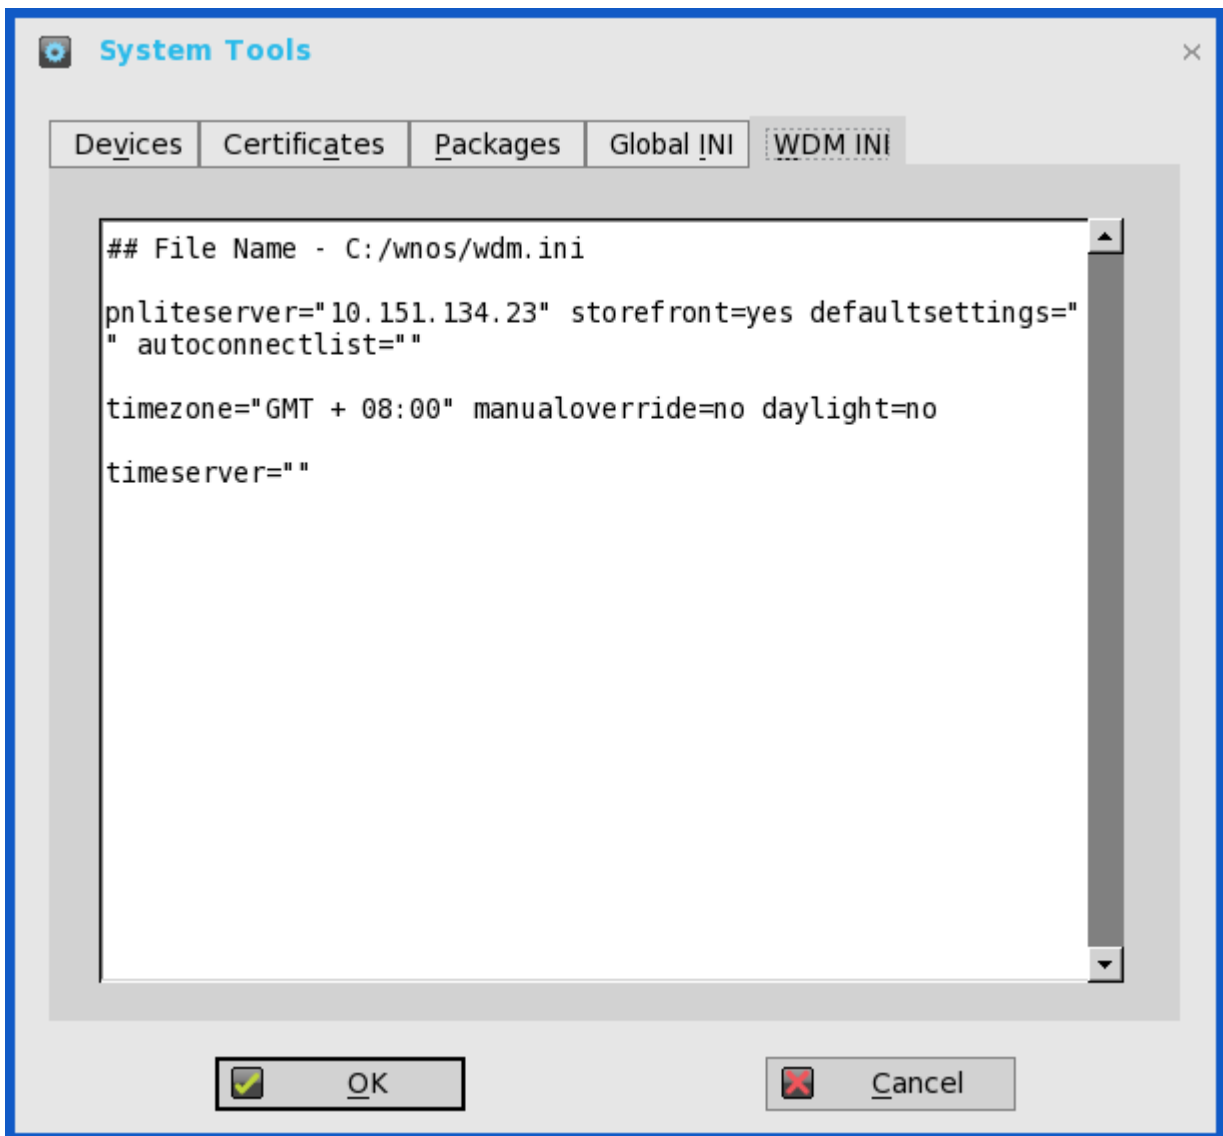 System Tools
Devices Certificates Packages Global INI WDM INI
## File Name - C:/wnos/wdm.ini
pnliteserver="10.151.134.23" storefront=yes defaultsettings="
" autoconnectlist=""
timezone="GMT + 08:00" manualoverride=no daylight=no
timeserver=""
OK Cancel